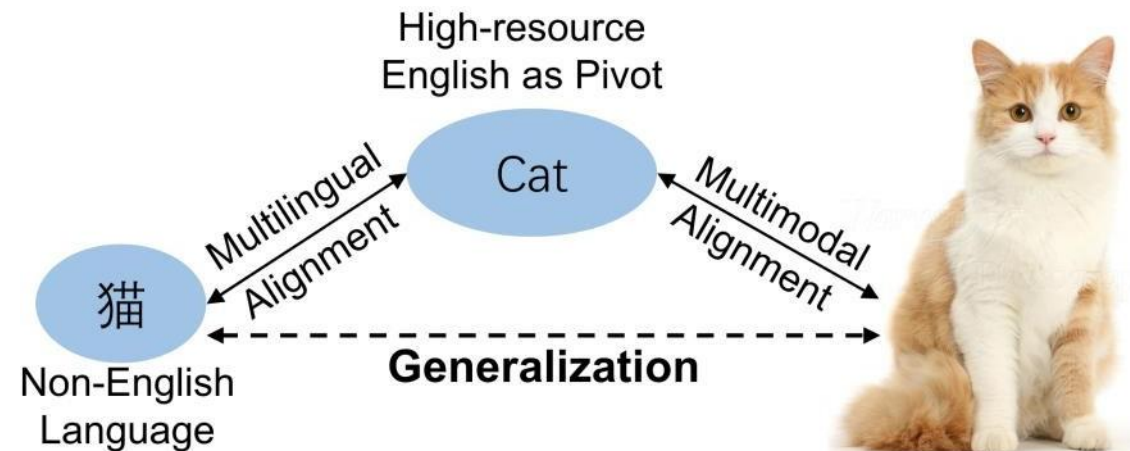 High-resource
English as Pivot
Cat
Multilingual
Alignment
Multimodal
Alignment
猫
Generalization
Non-English
Language